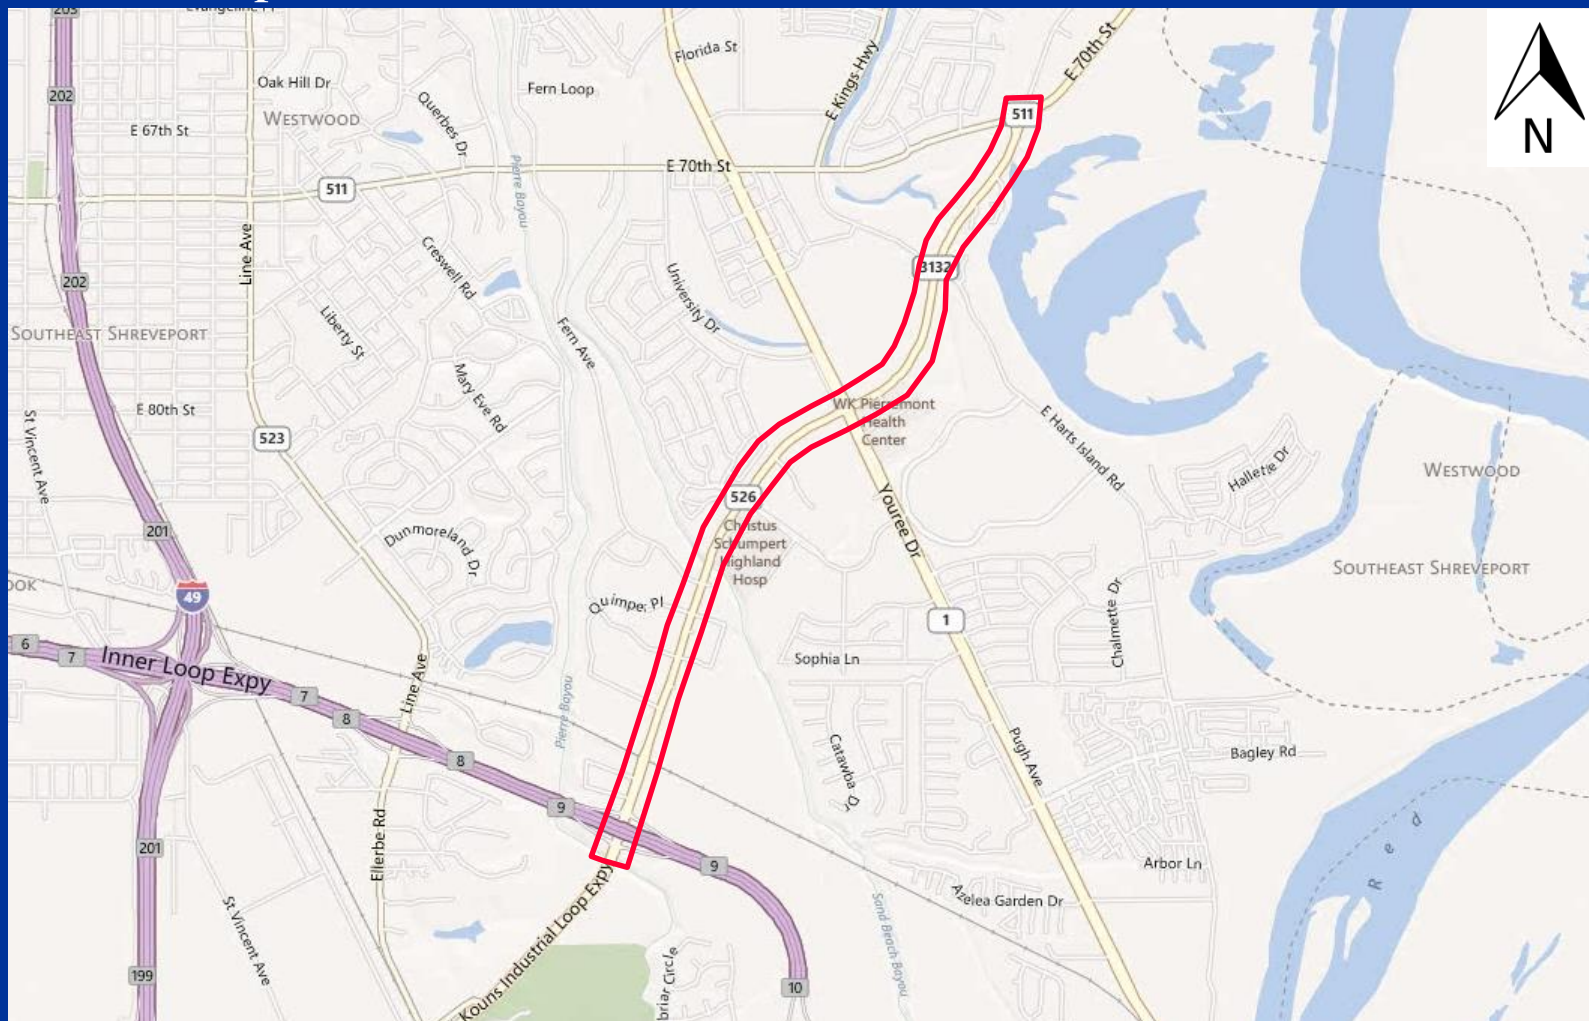 203
Evangeline Pl
202
Oak Hill Dr
WESTWOOD
E 67th St
Querbes Dr
Fern Loop
Florida St
E Kings Hwy
E 70th St
511
N
E 70th St
511
Pierre Bayou
Line Ave
202
Creswell Rd
University Dr
3132
SOUTHEAST SHREVEPORT
Liberty St
Fern Ave
Mary Eve Rd
E 80th St
523
St Vincent Ave
WK Pierremont
Health
Center
E Harts Island Rd
Hallette Dr
WESTWOOD
526
Christus
Schumpert
Highland
Hosp
Youree Dr
201
Dunmoreland Dr
SOUTHEAST SHREVEPORT
OOK
49
Quimper Pl
1
Chalmette Dr
6
7
Inner Loop Expy
7
8
8
9
9
10
Line Ave
Sophia Ln
Pierre Bayou
Catawba Dr
Pugh Ave
Bagley Rd
Red
Ellerbe Rd
201
Arbor Ln
Azelea Garden Dr
St Vincent Ave
Kouns Industrial Loop Expy
briar Circle
Sand Beach Bayou
199